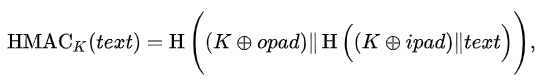 HMAC_K(text) = H((K ⊕ opad)‖ H((K ⊕ ipad)‖text)),